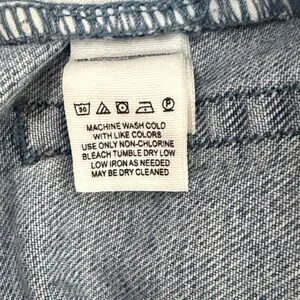 30 P
MACHINE WASH COLD
WITH LIKE COLORS
USE ONLY NON-CHLORINE
BLEACH TUMBLE DRY LOW
LOW IRON AS NEEDED
MAY BE DRY CLEANED